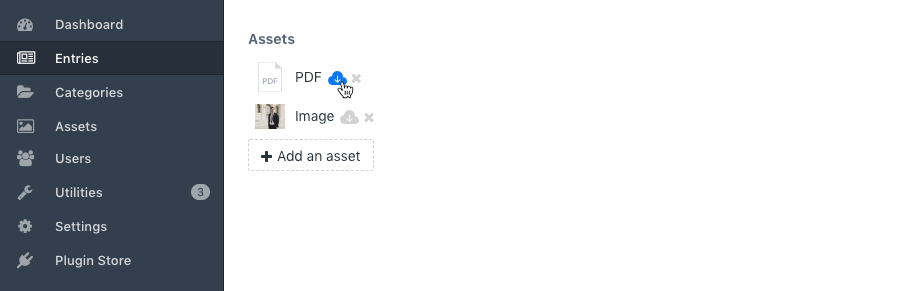 Dashboard
Entries
Categories
Assets
Users
Utilities 3
Settings
Plugin Store
Assets
PDF PDF
Image
Add an asset